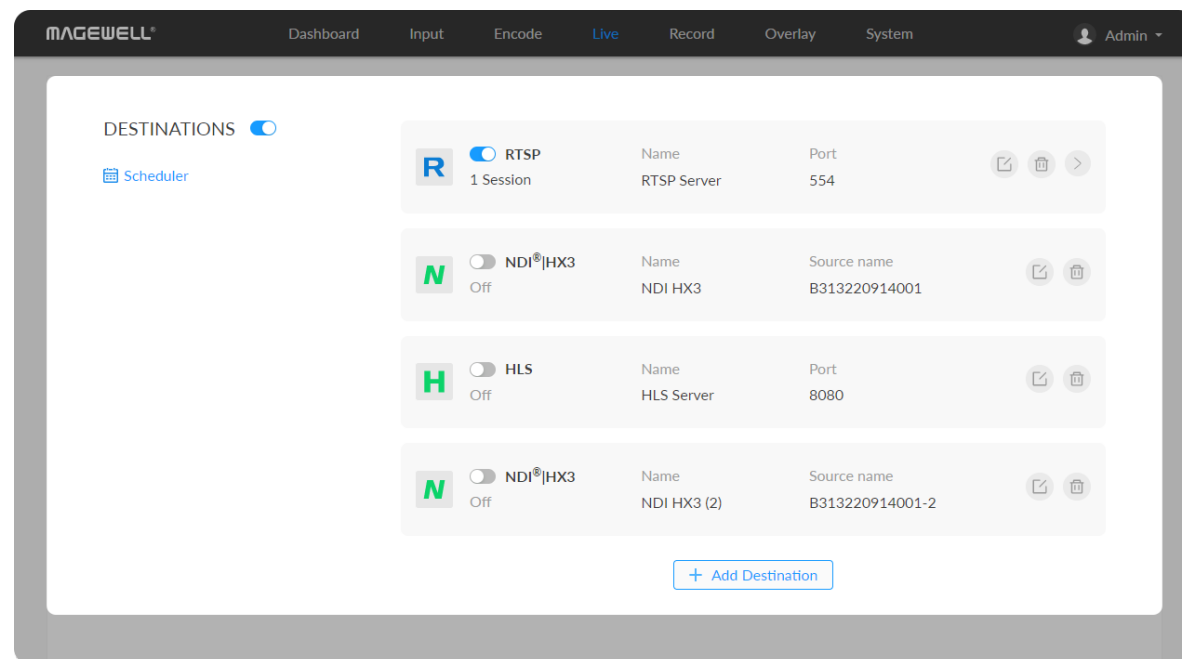 MAGEWELL® Dashboard Input Encode Live Record Overlay System Admin
DESTINATIONS
Scheduler
R RTSP Name Port
1 Session RTSP Server 554
N NDI®|HX3 Name Source name
Off NDI HX3 B313220914001
H HLS Name Port
Off HLS Server 8080
N NDI®|HX3 Name Source name
Off NDI HX3 (2) B313220914001-2
+ Add Destination